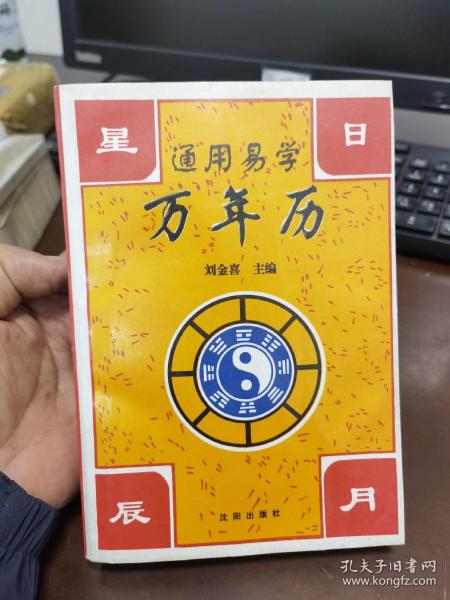 星
日
通用易学
万年历
刘金喜 主编
辰
月
沈阳出版社
孔夫子旧书网
www.kongfz.com